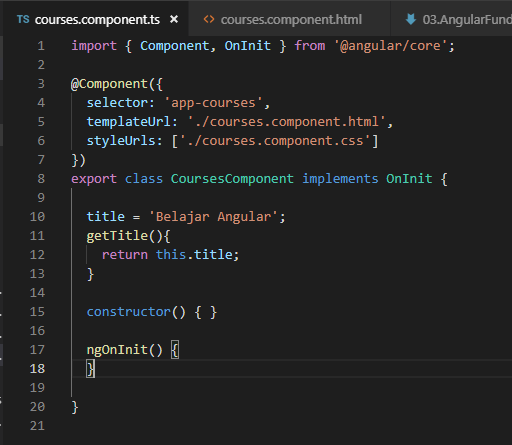 TS courses.component.ts × <> courses.component.html 03.AngularFund
1 import { Component, OnInit } from '@angular/core';
2
3 @Component({
4   selector: 'app-courses',
5   templateUrl: './courses.component.html',
6   styleUrls: ['./courses.component.css']
7 })
8 export class CoursesComponent implements OnInit {
9
10   title = 'Belajar Angular';
11   getTitle(){
12     return this.title;
13   }
14
15   constructor() { }
16
17   ngOnInit() {
18   }
19
20 }
21